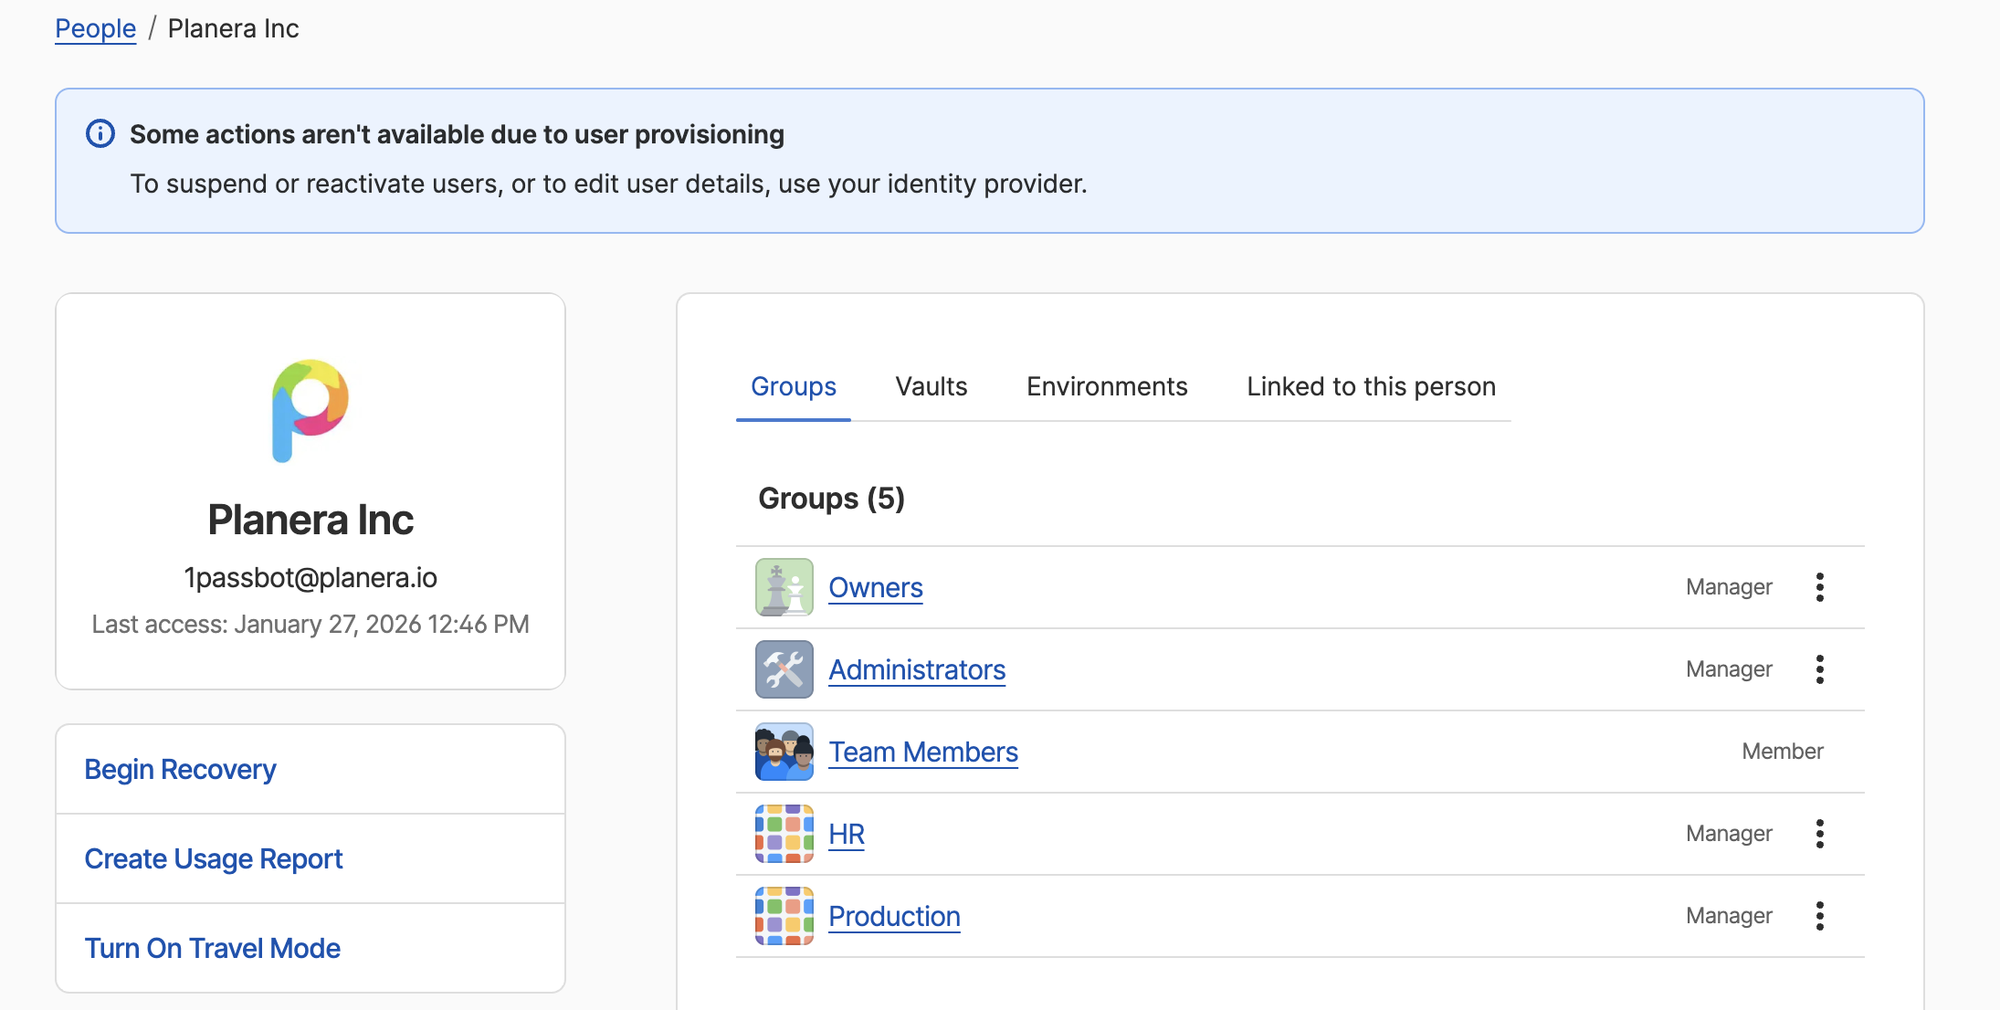 People / Planera Inc
Some actions aren't available due to user provisioning
To suspend or reactivate users, or to edit user details, use your identity provider.
Planera Inc
1passbot@planera.io
Last access: January 27, 2026 12:46 PM
Begin Recovery
Create Usage Report
Turn On Travel Mode
Groups Vaults Environments Linked to this person
Groups (5)
Owners Manager
Administrators Manager
Team Members Member
HR Manager
Production Manager